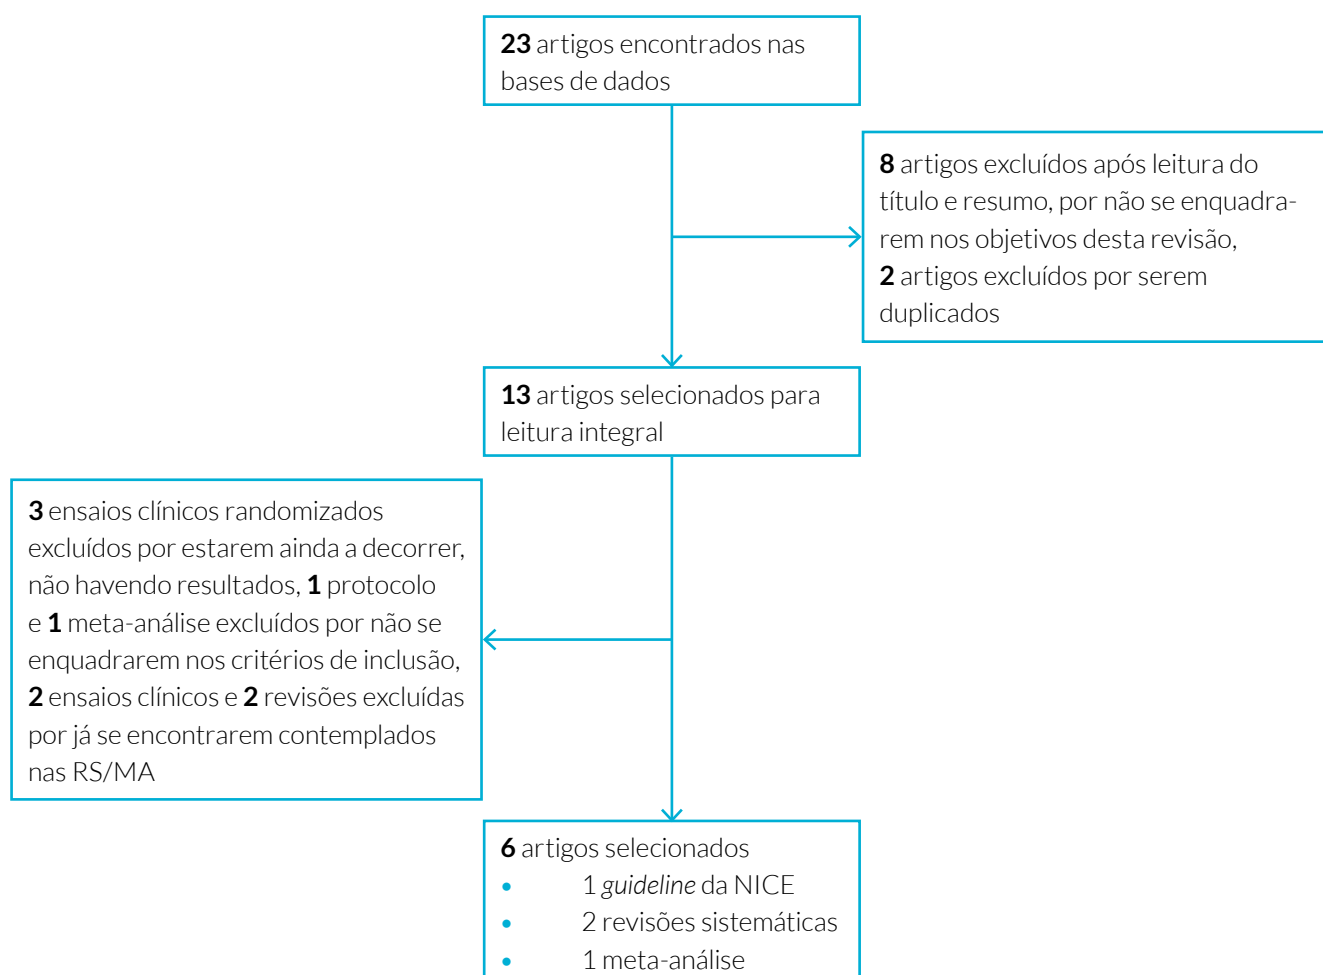 23 artigos encontrados nas
bases de dados
8 artigos excluídos após leitura do
título e resumo, por não se enquadra-
rem nos objetivos desta revisão,
2 artigos excluídos por serem
duplicados
13 artigos selecionados para
leitura integral
3 ensaios clínicos randomizados
excluídos por estarem ainda a decorrer,
não havendo resultados, 1 protocolo
e 1 meta-análise excluídos por não se
enquadrarem nos critérios de inclusão,
2 ensaios clínicos e 2 revisões excluídas
por já se encontrarem contemplados
nas RS/MA
6 artigos selecionados
• 1 guideline da NICE
• 2 revisões sistemáticas
• 1 meta-análise